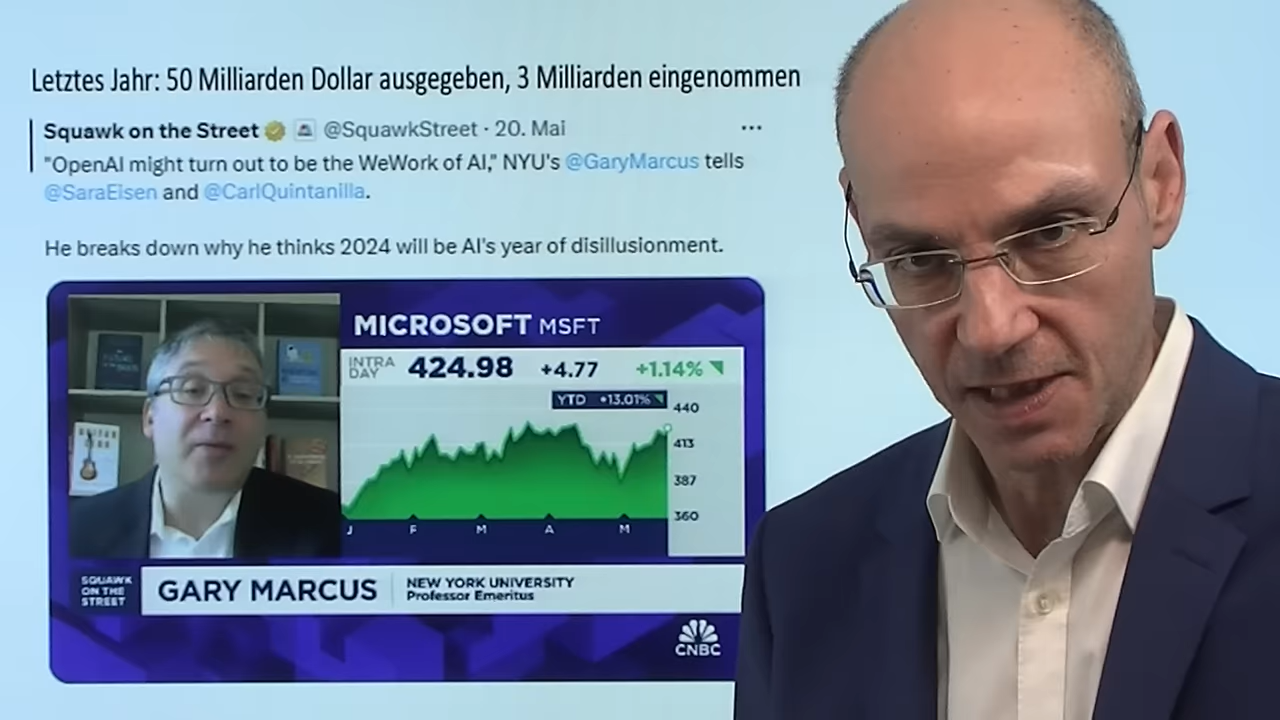 Letztes Jahr: 50 Milliarden Dollar ausgegeben, 3 Milliarden eingenommen
Squawk on the Street @SquawkStreet · 20. Mai ...
"OpenAI might turn out to be the WeWork of AI," NYU's @GaryMarcus tells
@SaraEisen and @CarlQuintanilla.
He breaks down why he thinks 2024 will be AI's year of disillusionment.
MICROSOFT MSFT
INTRA
DAY
424.98 +4.77 +1.14%
YTD +13.01%
440
413
387
360
J F M A M
SQUAWK
ON THE
STREET
GARY MARCUS
NEW YORK UNIVERSITY
Professor Emeritus
CNBC